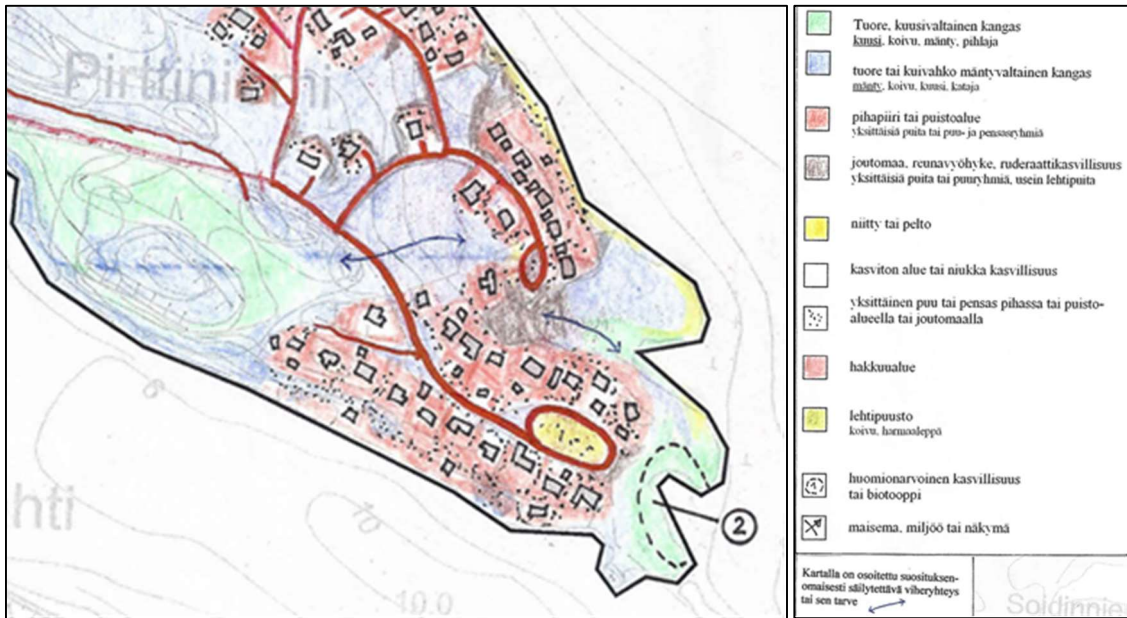 Pirttiniemi
hti
10
10.0
2
Tuore, kuusivaltainen kangas
kuusi, koivu, mänty, pihlaja
tuore tai kuivahko mäntyvaltainen kangas
mänty, koivu, kuusi, kataja
pihapiiri tai puistoalue
yksittäisiä puita tai puu- ja pensasryhmiä
joutomaa, reunavyöhyke, ruderaattikasvillisuus
yksittäisiä puita tai puuryhmiä, usein lehtipuita
niitty tai pelto
kasviton alue tai niukka kasvillisuus
yksittäinen puu tai pensas pihassa tai puisto-
alueella tai joutomaalla
hakkuualue
lehtipuusto
koivu, harmaaleppä
huomionarvoinen kasvillisuus
tai biotooppi
maisema, miljöö tai näkymä
Kartalla on osoitettu suosituksen-
omaisesti säilytettävä viheryhteys
tai sen tarve
Soldinnie